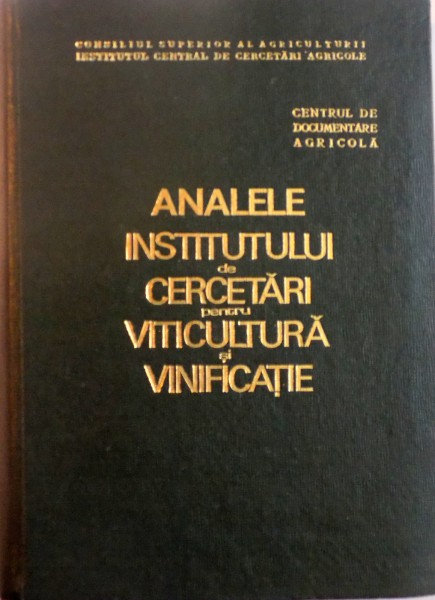 CONSILIUL SUPERIOR AL AGRICULTURII
INSTITUTUL CENTRAL DE CERCETĂRI AGRICOLE
CENTRUL DE
DOCUMENTARE
AGRICOLĂ
ANALELE
INSTITUTULUI
de
CERCETĂRI
pentru
VITICULTURĂ
și
VINIFICAȚIE